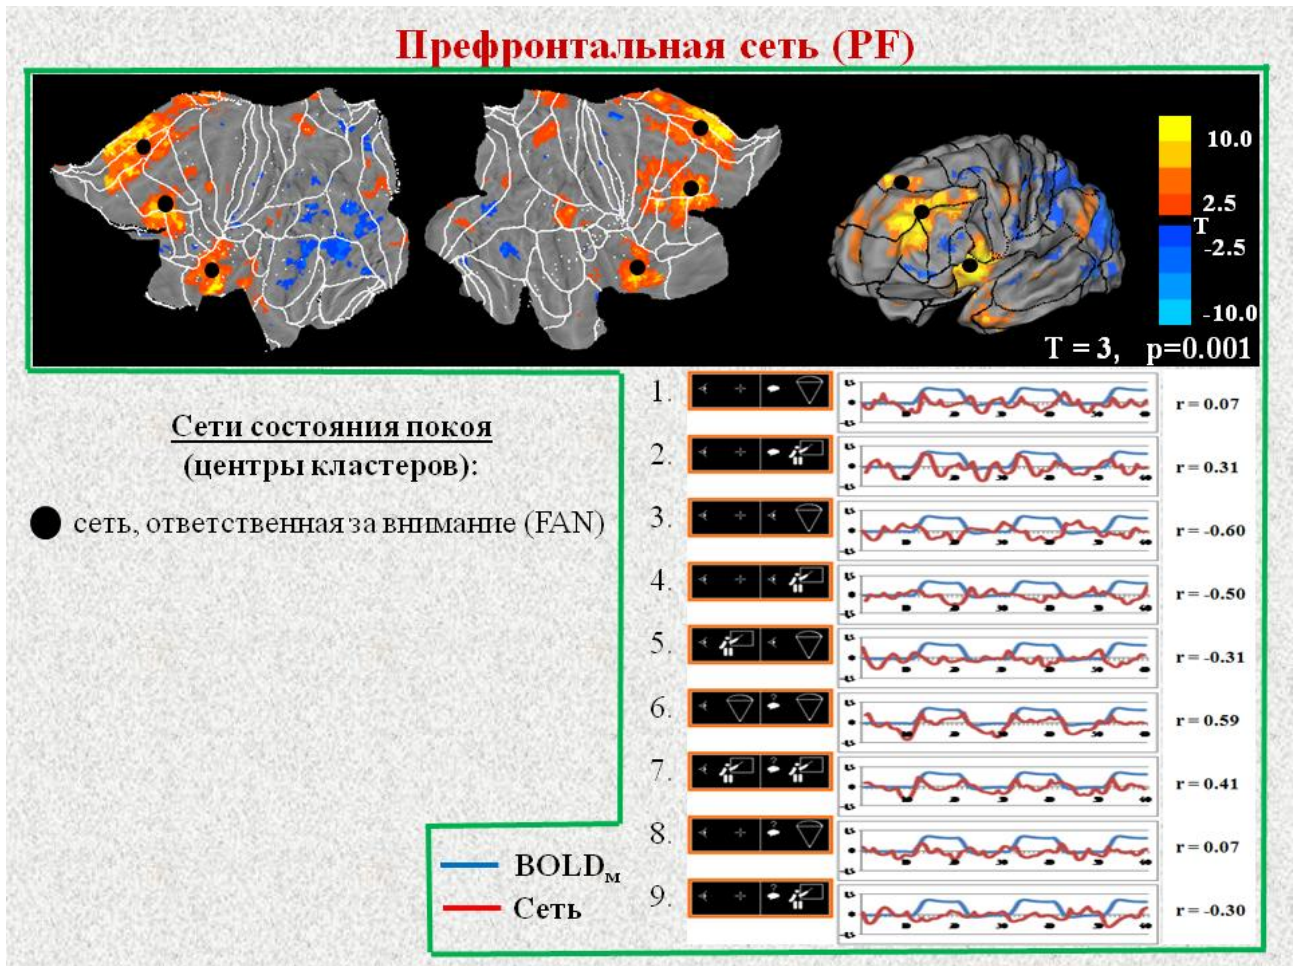 Префронтальная сеть (PF)
10.0
2.5
T
-2.5
-10.0
T = 3, p=0.001
Сети состояния покоя
(центры кластеров):
сеть, ответственная за внимание (FAN)
1. r = 0.07
2. r = 0.31
3. r = -0.60
4. r = -0.50
5. r = -0.31
6. r = 0.59
7. r = 0.41
8. r = 0.07
9. r = -0.30
BOLDм
Сеть